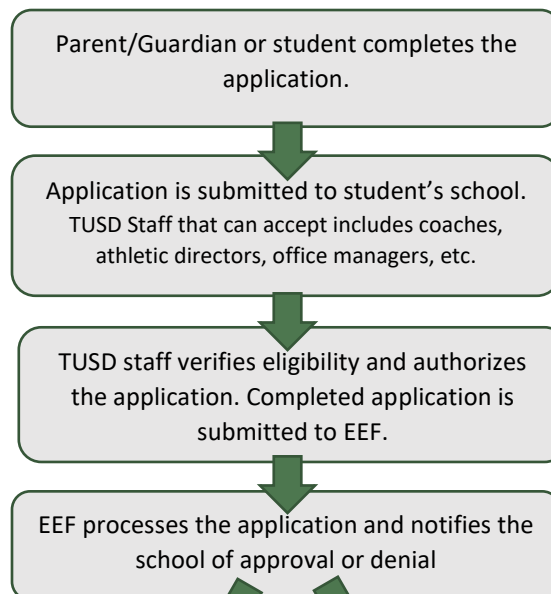 Parent/Guardian or student completes the
application.
Application is submitted to student’s school.
TUSD Staff that can accept includes coaches,
athletic directors, office managers, etc.
TUSD staff verifies eligibility and authorizes
the application. Completed application is
submitted to EEF.
EEF processes the application and notifies the
school of approval or denial